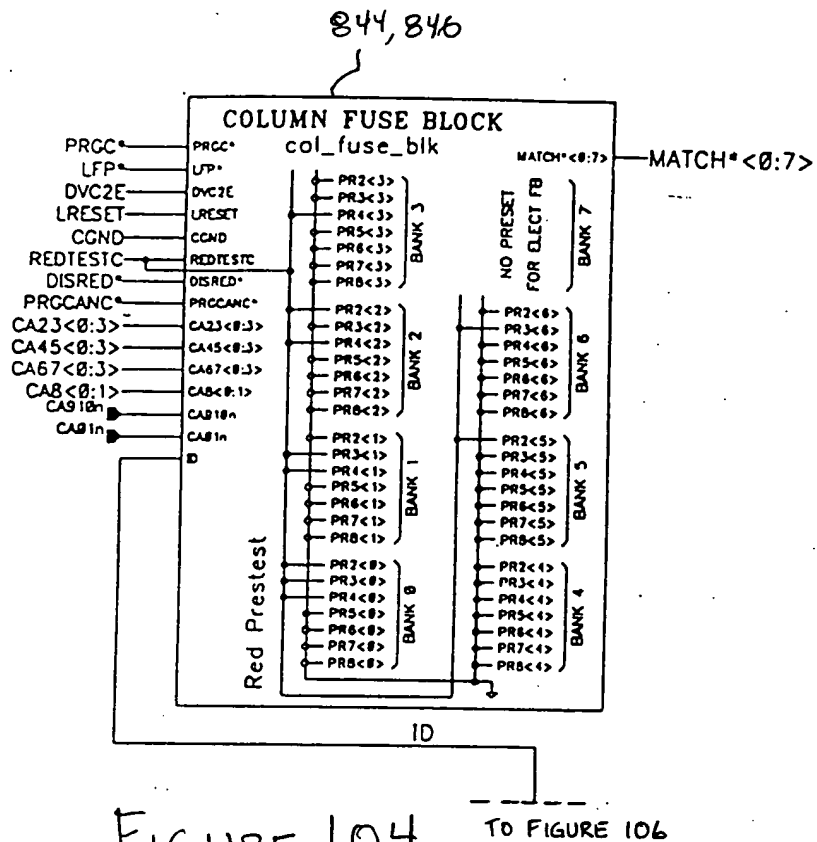 844, 846
COLUMN FUSE BLOCK
col_fuse_blk
PRGC* PRGC*
LFP* LFP*
DVC2E DVC2E
LRESET LRESET
CGND CGND
REDTESTC REDTESTC
DISRED* DISRED*
PRGCANC* PRGCANC*
CA23<0:3> CA23<0:3>
CA45<0:3> CA45<0:3>
CA67<0:3> CA67<0:3>
CA8<0:1> CA8<0:1>
CA910n CA910n
CA01n CA01n
ID
MATCH*<0:7> MATCH*<0:7>
PR2<3>
PR3<3>
PR4<3>
PR5<3>
PR6<3>
PR7<3>
PR8<3>
BANK 3
PR2<2>
PR3<2>
PR4<2>
PR5<2>
PR6<2>
PR7<2>
PR8<2>
BANK 2
PR2<1>
PR3<1>
PR4<1>
PR5<1>
PR6<1>
PR7<1>
PR8<1>
BANK 1
PR2<0>
PR3<0>
PR4<0>
PR5<0>
PR6<0>
PR7<0>
PR8<0>
BANK 0
Red Prestest
NO PRESET
FOR ELECT FB
BANK 7
PR2<6>
PR3<6>
PR4<6>
PR5<6>
PR6<6>
PR7<6>
PR8<6>
BANK 6
PR2<5>
PR3<5>
PR4<5>
PR5<5>
PR6<5>
PR7<5>
PR8<5>
BANK 5
PR2<4>
PR3<4>
PR4<4>
PR5<4>
PR6<4>
PR7<4>
PR8<4>
BANK 4
ID
FIGURE 104
TO FIGURE 106